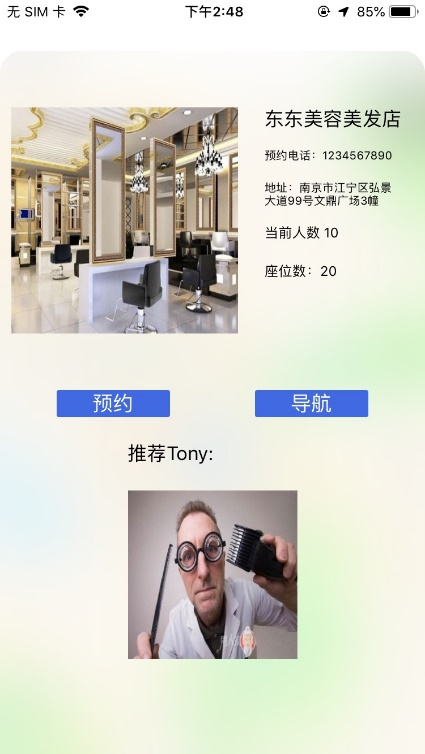 无 SIM 卡
下午2:48
85%
东东美容美发店
预约电话：1234567890
地址：南京市江宁区弘景
大道99号文鼎广场3幢
当前人数 10
座位数：20
预约
导航
推荐Tony: